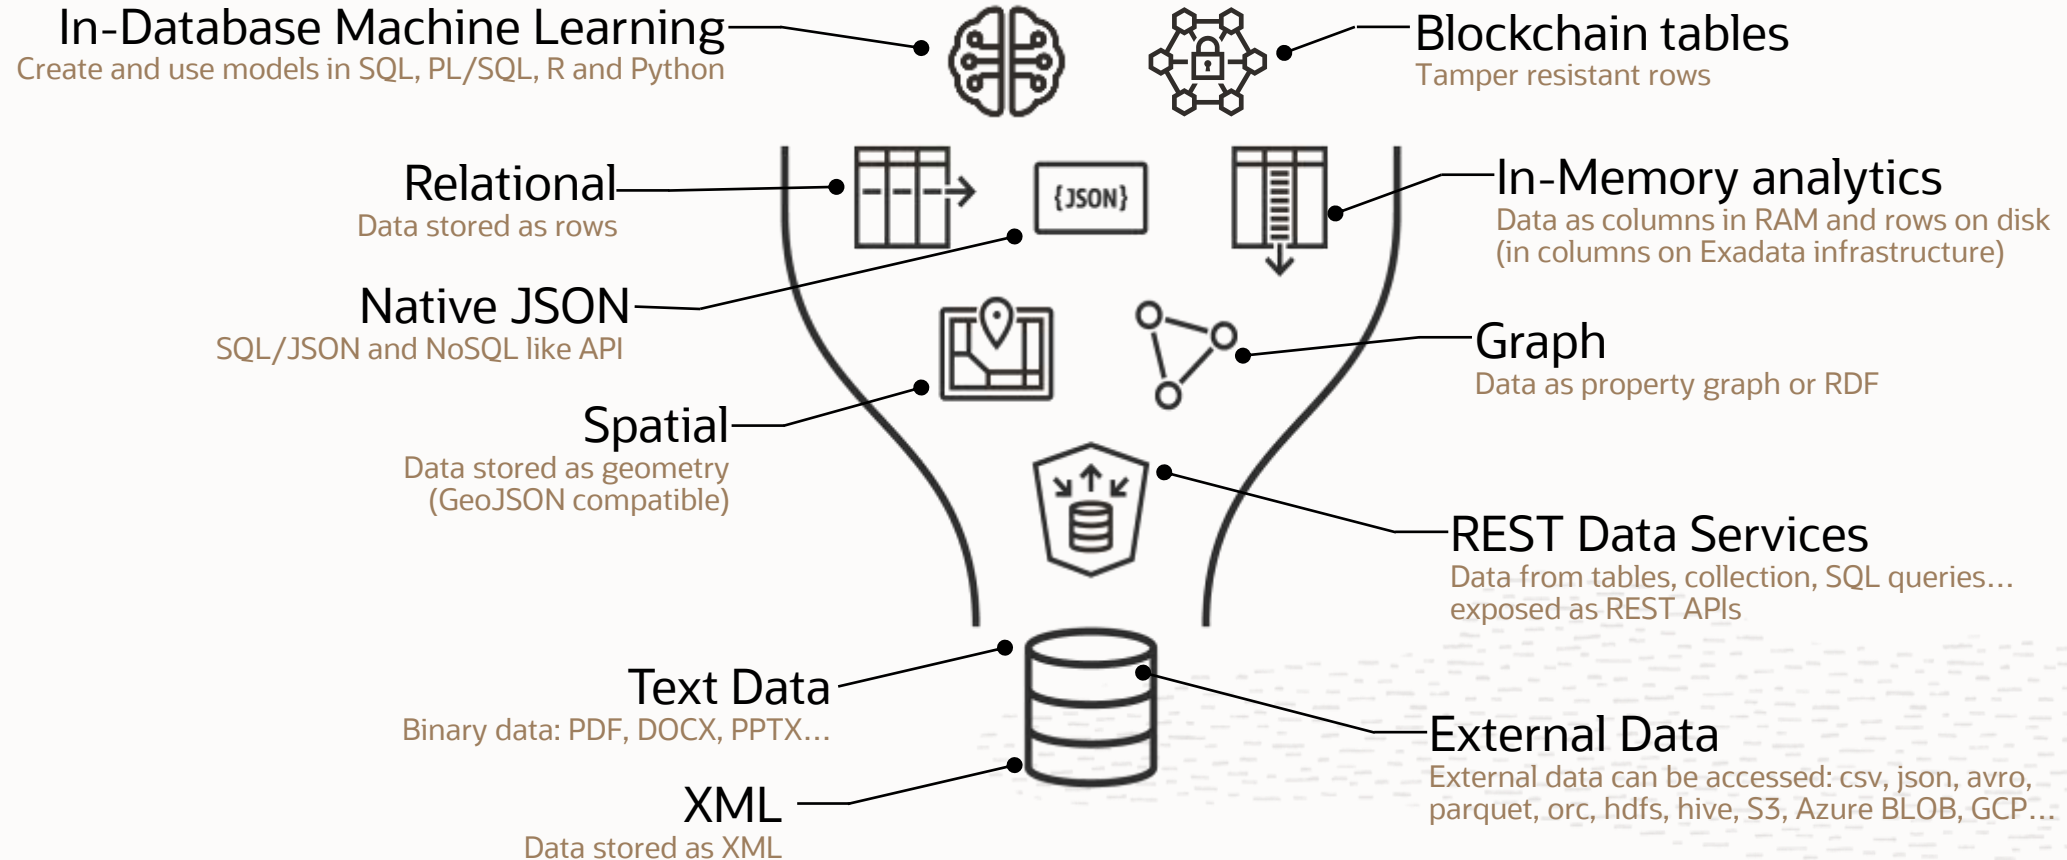 In-Database Machine Learning
Create and use models in SQL, PL/SQL, R and Python
Blockchain tables
Tamper resistant rows
Relational
Data stored as rows
{JSON}
In-Memory analytics
Data as columns in RAM and rows on disk
(in columns on Exadata infrastructure)
Native JSON
SQL/JSON and NoSQL like API
Graph
Data as property graph or RDF
Spatial
Data stored as geometry
(GeoJSON compatible)
REST Data Services
Data from tables, collection, SQL queries…
exposed as REST APIs
Text Data
Binary data: PDF, DOCX, PPTX…
External Data
External data can be accessed: csv, json, avro,
parquet, orc, hdfs, hive, S3, Azure BLOB, GCP…
XML
Data stored as XML